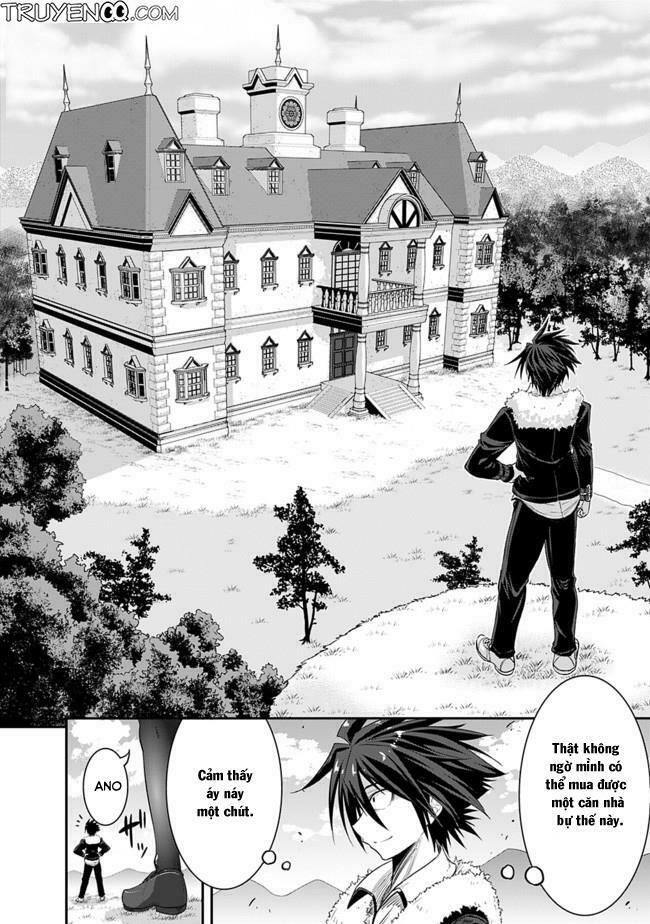 TRUYENQQ.COM
Thật không
ngờ mỉnh có
thể mua được
một căn nhà
bự thế này.
Cảm thấy
áy náy
một chút.
ANO